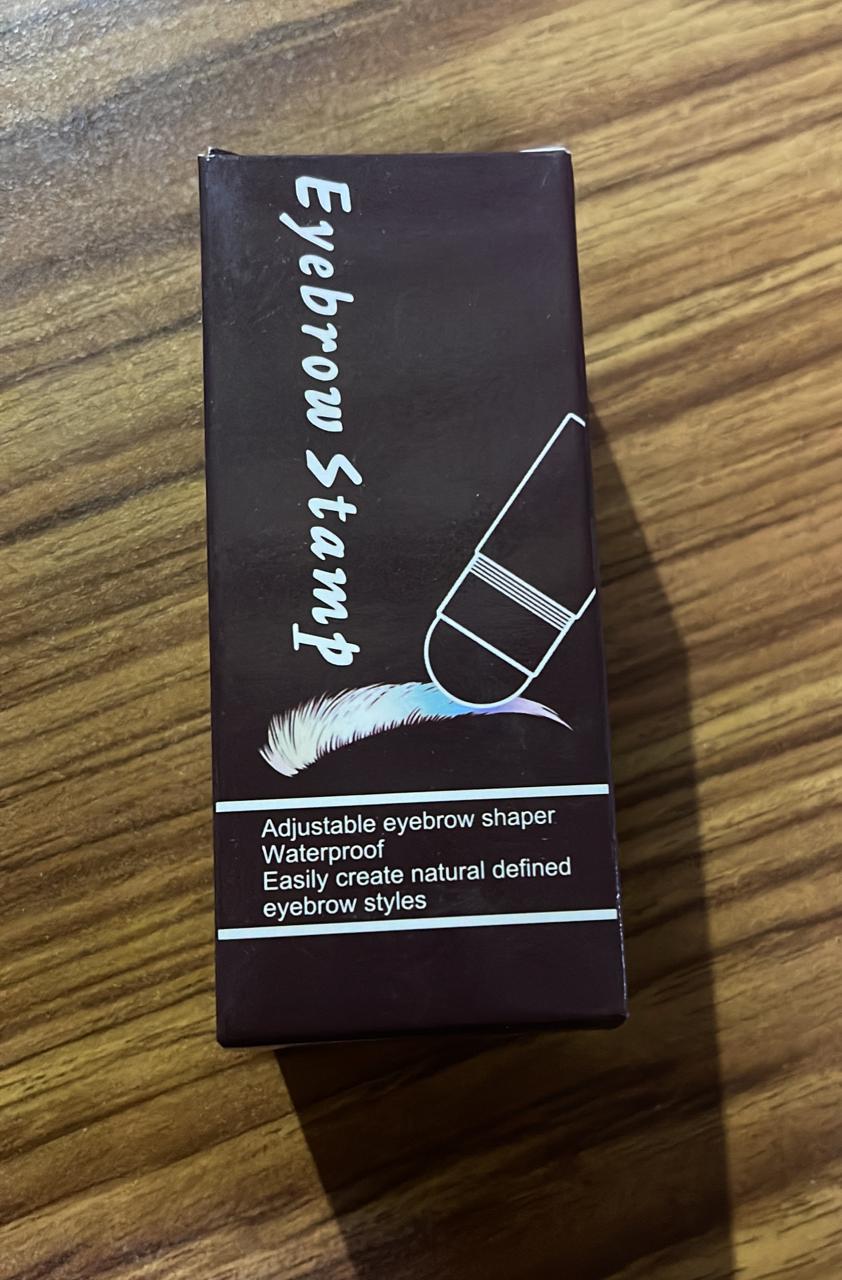 Eyebrow Stamp
Adjustable eyebrow shaper
Waterproof
Easily create natural defined
eyebrow styles